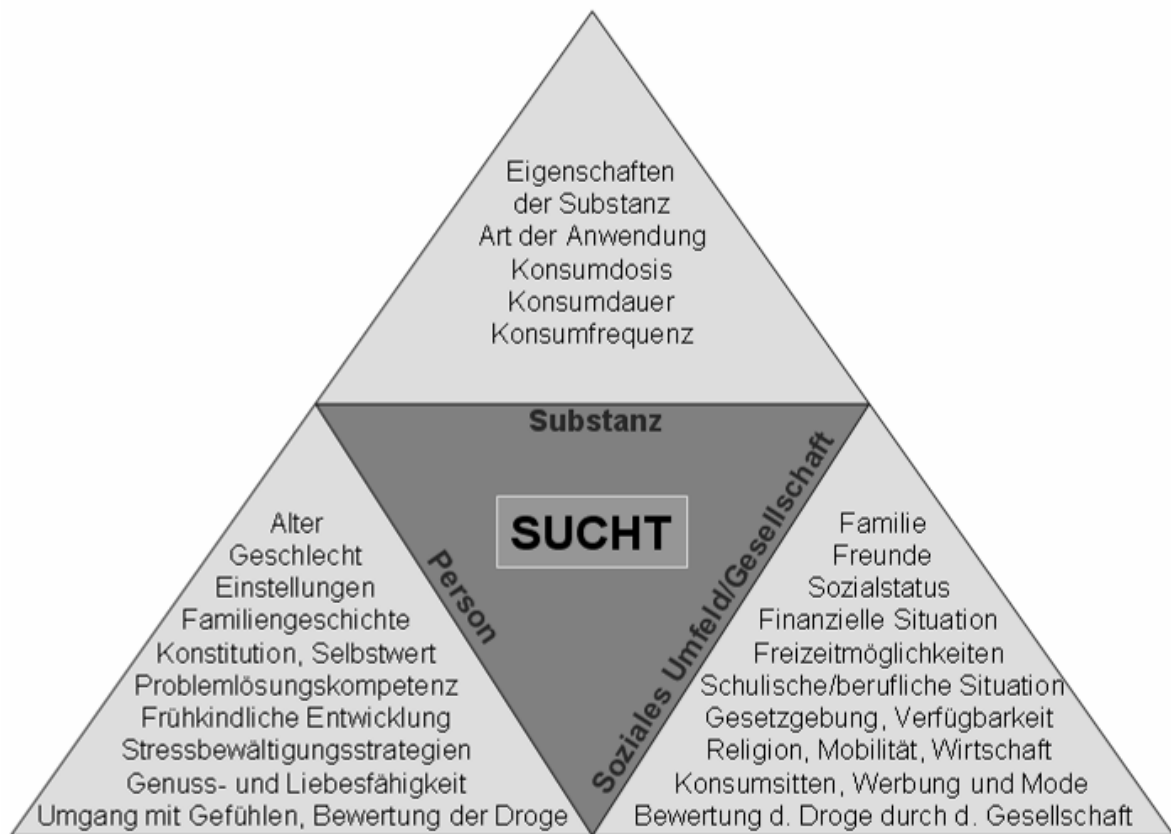 Eigenschaften
der Substanz
Art der Anwendung
Konsumdosis
Konsumdauer
Konsumfrequenz
Substanz
SUCHT
Person
Soziales Umfeld/Gesellschaft
Alter
Geschlecht
Einstellungen
Familiengeschichte
Konstitution, Selbstwert
Problemlösungskompetenz
Frühkindliche Entwicklung
Stressbewältigungsstrategien
Genuss- und Liebesfähigkeit
Umgang mit Gefühlen, Bewertung der Droge
Familie
Freunde
Sozialstatus
Finanzielle Situation
Freizeitmöglichkeiten
Schulische/berufliche Situation
Gesetzgebung, Verfügbarkeit
Religion, Mobilität, Wirtschaft
Konsumsitten, Werbung und Mode
Bewertung d. Droge durch d. Gesellschaft